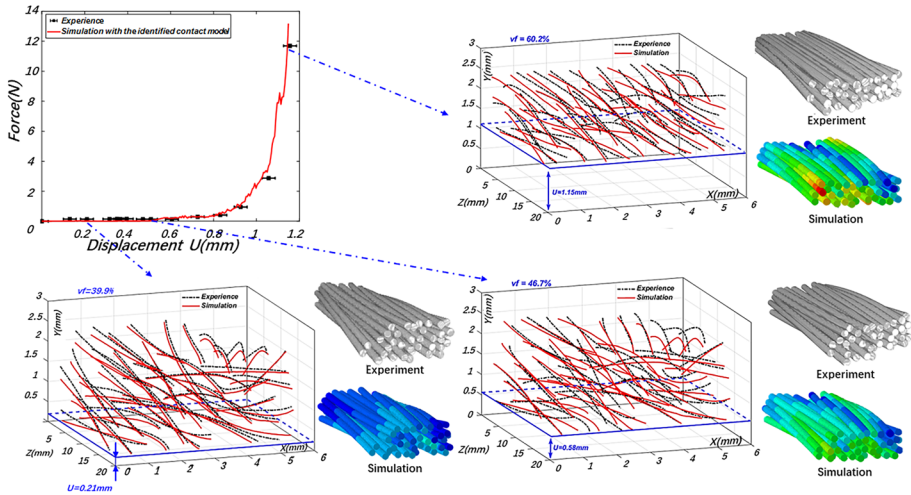 14
12
10
8
6
4
2
0
Force(N)
Experience
Simulation with the identified contact model
0.2
0.4
0.6
0.8
1
1.2
Displacement U(mm)
vf = 60.2%
3
2.5
2
1.5
1
0.5
0
Y(mm)
Experience
Simulation
5
10
15
20
Z(mm)
U=1.15mm
0
1
2
3
4
5
6
X(mm)
Experiment
Simulation
vf=39.9%
3
2.5
2
1.5
1
0.5
Y(mm)
Experience
Simulation
5
10
15
20
Z(mm)
0
1
2
3
4
5
6
X(mm)
U=0.21mm
Experiment
Simulation
vf = 46.7%
3
2.5
2
1.5
1
0.5
0
Y(mm)
Experience
Simulation
5
10
15
20
Z(mm)
U=0.58mm
0
1
2
3
4
5
6
X(mm)
Experiment
Simulation